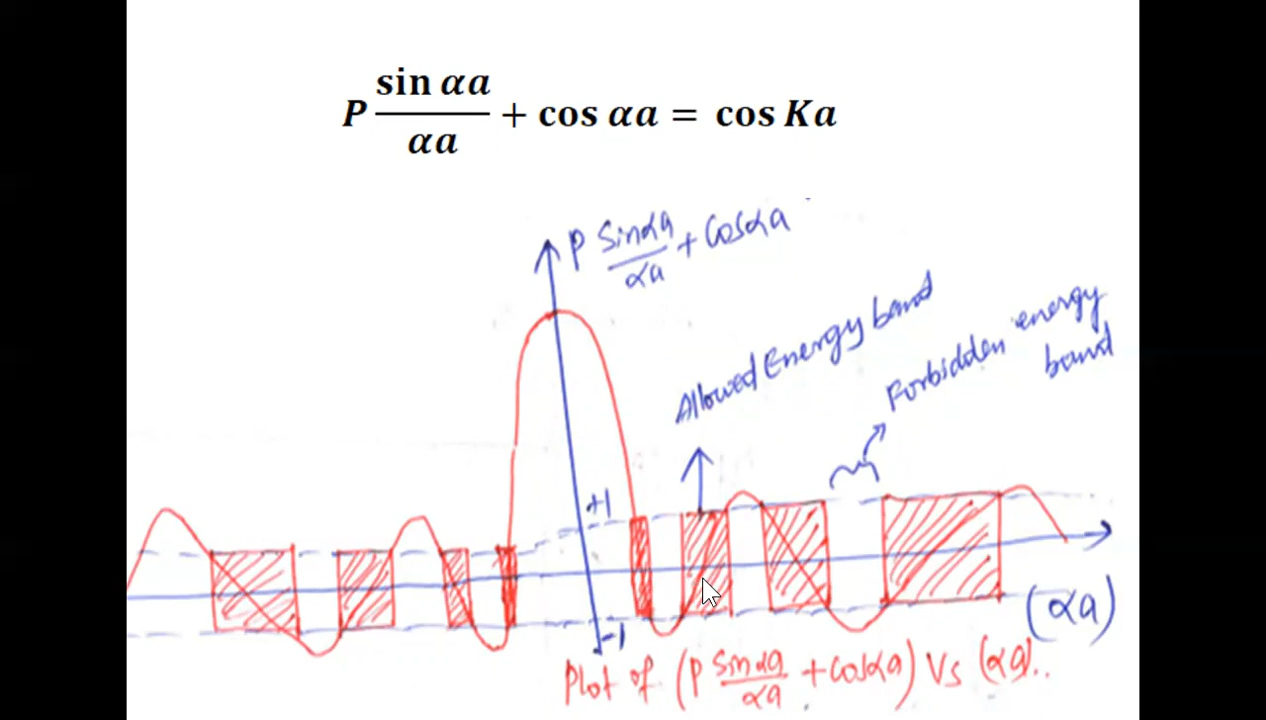 P sin αa / αa + cos αa = cos Ka
P Sinαa / αa + Cosαa
Allowed Energy band
Forbidden energy
band
+1
-1
(αa)
Plot of (P Sinαa / αa + Cosαa) Vs (αa)..